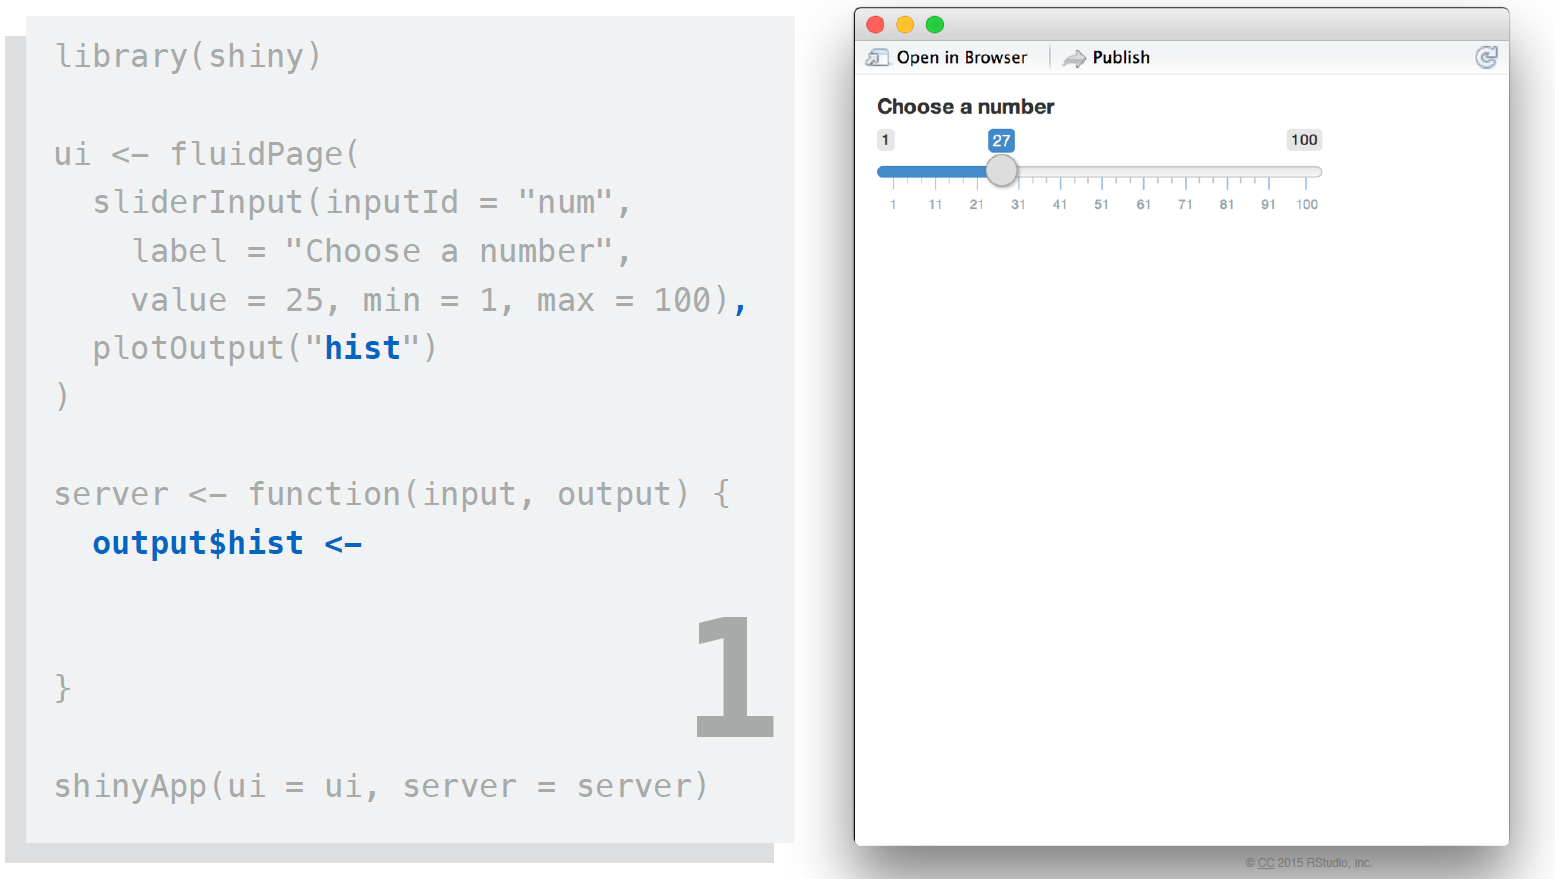 library(shiny)
ui <- fluidPage(
sliderInput(inputId = "num",
label = "Choose a number",
value = 25, min = 1, max = 100),
plotOutput("hist")
)
server <- function(input, output) {
output$hist <-
}
1
shinyApp(ui = ui, server = server)
Open in Browser Publish
Choose a number
1 27 100
1 11 21 31 41 51 61 71 81 91 100
© CC 2015 RStudio, Inc.